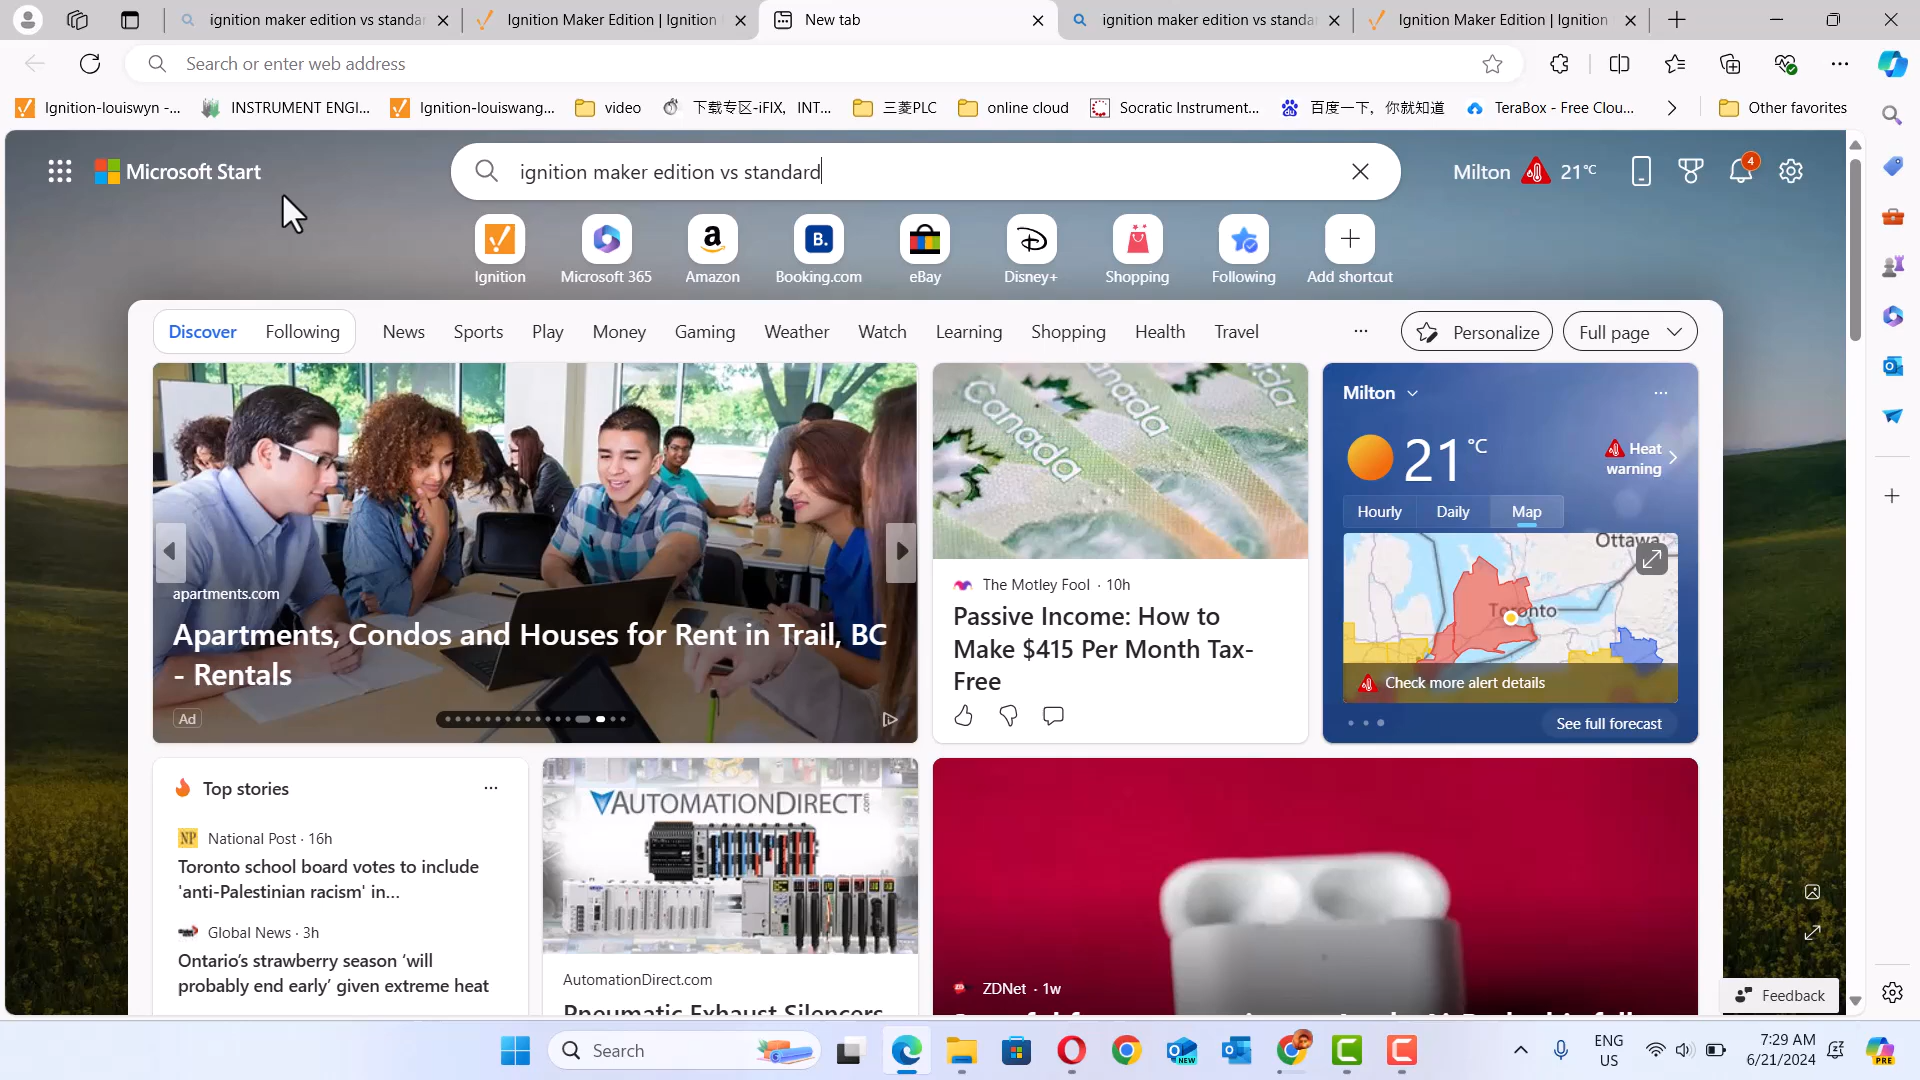 ignition maker edition vs standa
Ignition Maker Edition | Ignition
New tab
ignition maker edition vs standa
Ignition Maker Edition | Ignition
Search or enter web address
Ignition-louiswyn -...
INSTRUMENT ENGI...
Ignition-louiswang...
video
下载专区-iFIX, INT...
三菱PLC
online cloud
Socratic Instrument...
百度一下，你就知道
TeraBox - Free Clou...
Other favorites
Microsoft Start
ignition maker edition vs standard
Milton
21°C
4
Ignition
Microsoft 365
Amazon
Booking.com
eBay
Disney+
Shopping
Following
Add shortcut
Discover
Following
News
Sports
Play
Money
Gaming
Weather
Watch
Learning
Shopping
Health
Travel
Personalize
Full page
apartments.com
Apartments, Condos and Houses for Rent in Trail, BC
- Rentals
Ad
Canada
Canada
The Motley Fool · 10h
Passive Income: How to
Make $415 Per Month Tax-
Free
Milton
21 °C
Heat
warning
Hourly
Daily
Map
Ottawa
Toronto
Check more alert details
See full forecast
Top stories
National Post · 16h
Toronto school board votes to include
'anti-Palestinian racism' in...
Global News · 3h
Ontario’s strawberry season ‘will
probably end early’ given extreme heat
AUTOMATIONDIRECT.com
AutomationDirect.com
Pneumatic Exhaust Silencers
ZDNet · 1w
Feedback
Search
NEW
ENG
US
7:29 AM
6/21/2024
PRE